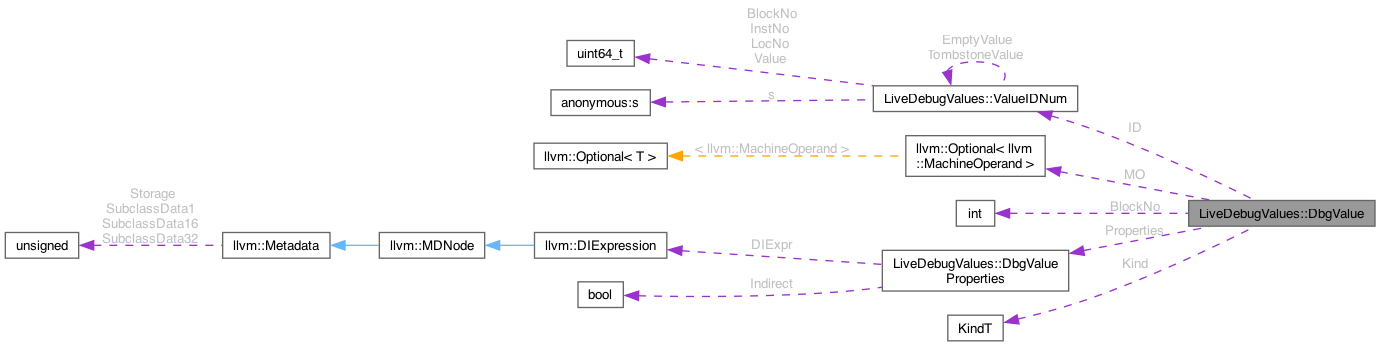 BlockNo
InstNo
LocNo
Value
EmptyValue
TombstoneValue
uint64_t
LiveDebugValues::ValueIDNum
anonymous:s
s
ID
llvm::Optional< T >
< llvm::MachineOperand >
llvm::Optional< llvm
::MachineOperand >
MO
int
BlockNo
LiveDebugValues::DbgValue
Storage
SubclassData1
SubclassData16
SubclassData32
unsigned
llvm::Metadata
llvm::MDNode
llvm::DIExpression
DIExpr
Properties
LiveDebugValues::DbgValue
Properties
bool
Indirect
Kind
KindT